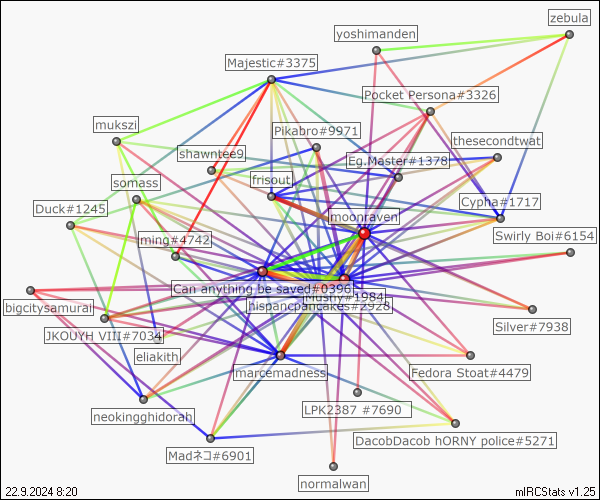 zebula
yoshimanden
Majestic#3375
Pocket Persona#3326
mukszi
Pikabro#9971
thesecondtwat
shawntee9
Eg.Master#1378
frisout
somass
Cypha#1717
Duck#1245
moonraven
Swirly Boi#6154
ming#4742
Can anything be saved#0396
Mushy#1984
hispancpancakes#2928
bigcitysamurai
Silver#7938
JKOUYH VIII#7034
eliakith
marcemadness
Fedora Stoat#4479
LPK2387 #7690
neokingghidorah
DacobDacob hORNY police#5271
Madネコ#6901
normalwan
22.9.2024 8:20
mIRCStats v1.25